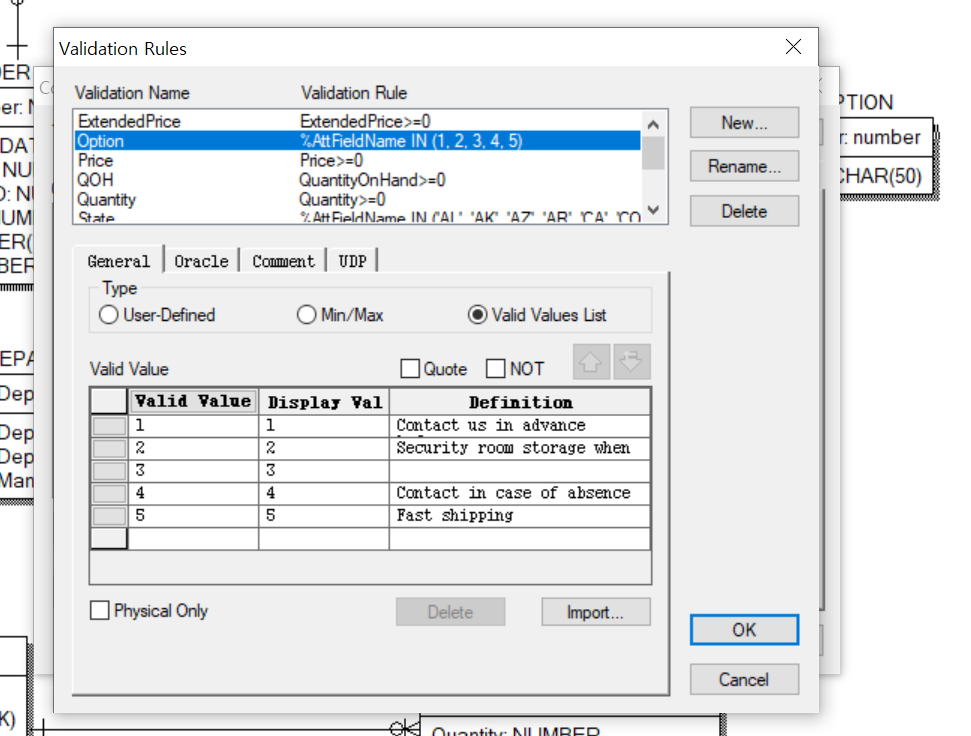 Validation Rules
DER
Co
er: N
PTION
r: number
CHAR(50)
DAT
NU
D: NU
NUM
ER(
BER
Validation Name Validation Rule
ExtendedPrice ExtendedPrice>=0
Option %AttFieldName IN (1, 2, 3, 4, 5)
Price Price>=0
QOH QuantityOnHand>=0
Quantity Quantity>=0
State %AttFieldName IN ('AL', 'AK', 'AZ', 'AR', 'CA', 'CO
New...
Rename...
Delete
General Oracle Comment UDP
Type
User-Defined Min/Max Valid Values List
Valid Value Quote NOT
Valid Value Display Val Definition
1 1 Contact us in advance
2 2 Security room storage when
3 3
4 4 Contact in case of absence
5 5 Fast shipping
EPA
Dep
Dep
Dep
Man
Physical Only Delete Import...
OK
Cancel
K)
Quantity: NUMBER